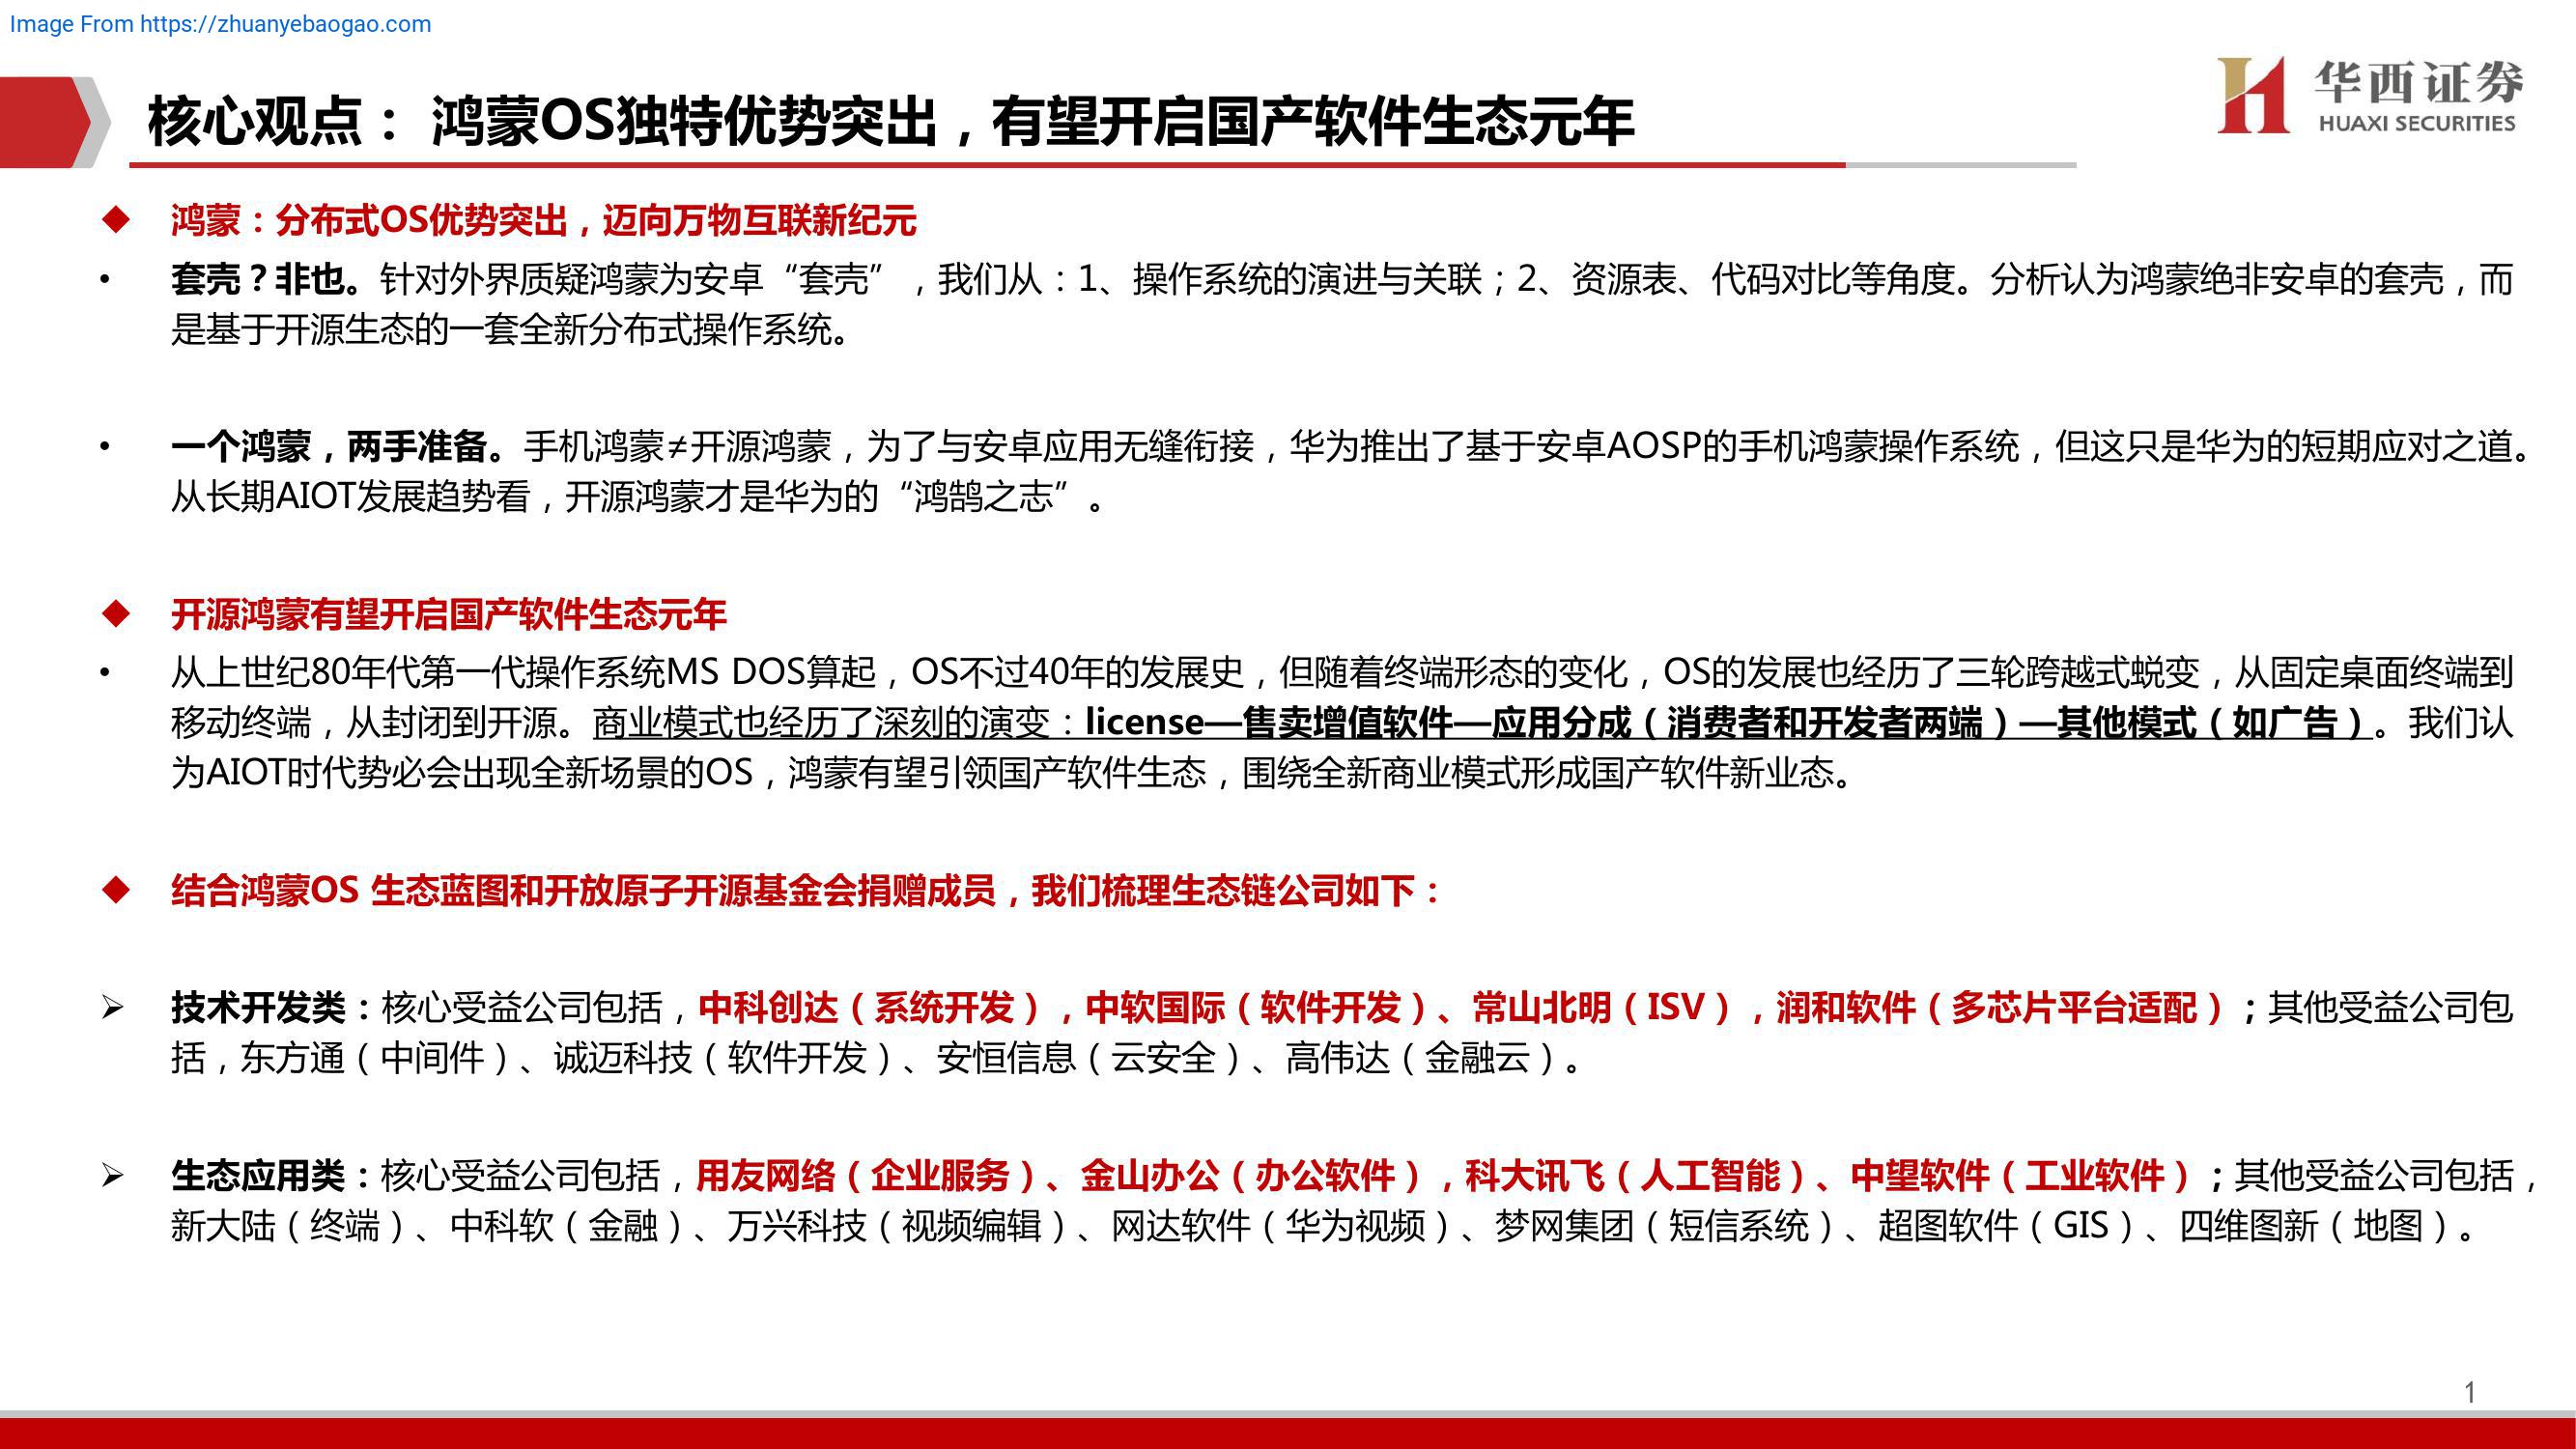 Image From https://zhuanyebaogao.com
华西证券
HUAXI SECURITIES
核心观点： 鸿蒙OS独特优势突出，有望开启国产软件生态元年
◆ 鸿蒙：分布式OS优势突出，迈向万物互联新纪元
• 套壳？非也。针对外界质疑鸿蒙为安卓“套壳”，我们从：1、操作系统的演进与关联；2、资源表、代码对比等角度。分析认为鸿蒙绝非安卓的套壳，而
是基于开源生态的一套全新分布式操作系统。
• 一个鸿蒙，两手准备。手机鸿蒙≠开源鸿蒙，为了与安卓应用无缝衔接，华为推出了基于安卓AOSP的手机鸿蒙操作系统，但这只是华为的短期应对之道。
从长期AIOT发展趋势看，开源鸿蒙才是华为的“鸿鹄之志”。
◆ 开源鸿蒙有望开启国产软件生态元年
• 从上世纪80年代第一代操作系统MS DOS算起，OS不过40年的发展史，但随着终端形态的变化，OS的发展也经历了三轮跨越式蜕变，从固定桌面终端到
移动终端，从封闭到开源。商业模式也经历了深刻的演变：license—售卖增值软件—应用分成（消费者和开发者两端）—其他模式（如广告）。我们认
为AIOT时代势必会出现全新场景的OS，鸿蒙有望引领国产软件生态，围绕全新商业模式形成国产软件新业态。
◆ 结合鸿蒙OS 生态蓝图和开放原子开源基金会捐赠成员，我们梳理生态链公司如下：
➢ 技术开发类：核心受益公司包括，中科创达（系统开发），中软国际（软件开发）、常山北明（ISV），润和软件（多芯片平台适配）；其他受益公司包
括，东方通（中间件）、诚迈科技（软件开发）、安恒信息（云安全）、高伟达（金融云）。
➢ 生态应用类：核心受益公司包括，用友网络（企业服务）、金山办公（办公软件），科大讯飞（人工智能）、中望软件（工业软件）；其他受益公司包括，
新大陆（终端）、中科软（金融）、万兴科技（视频编辑）、网达软件（华为视频）、梦网集团（短信系统）、超图软件（GIS）、四维图新（地图）。
1